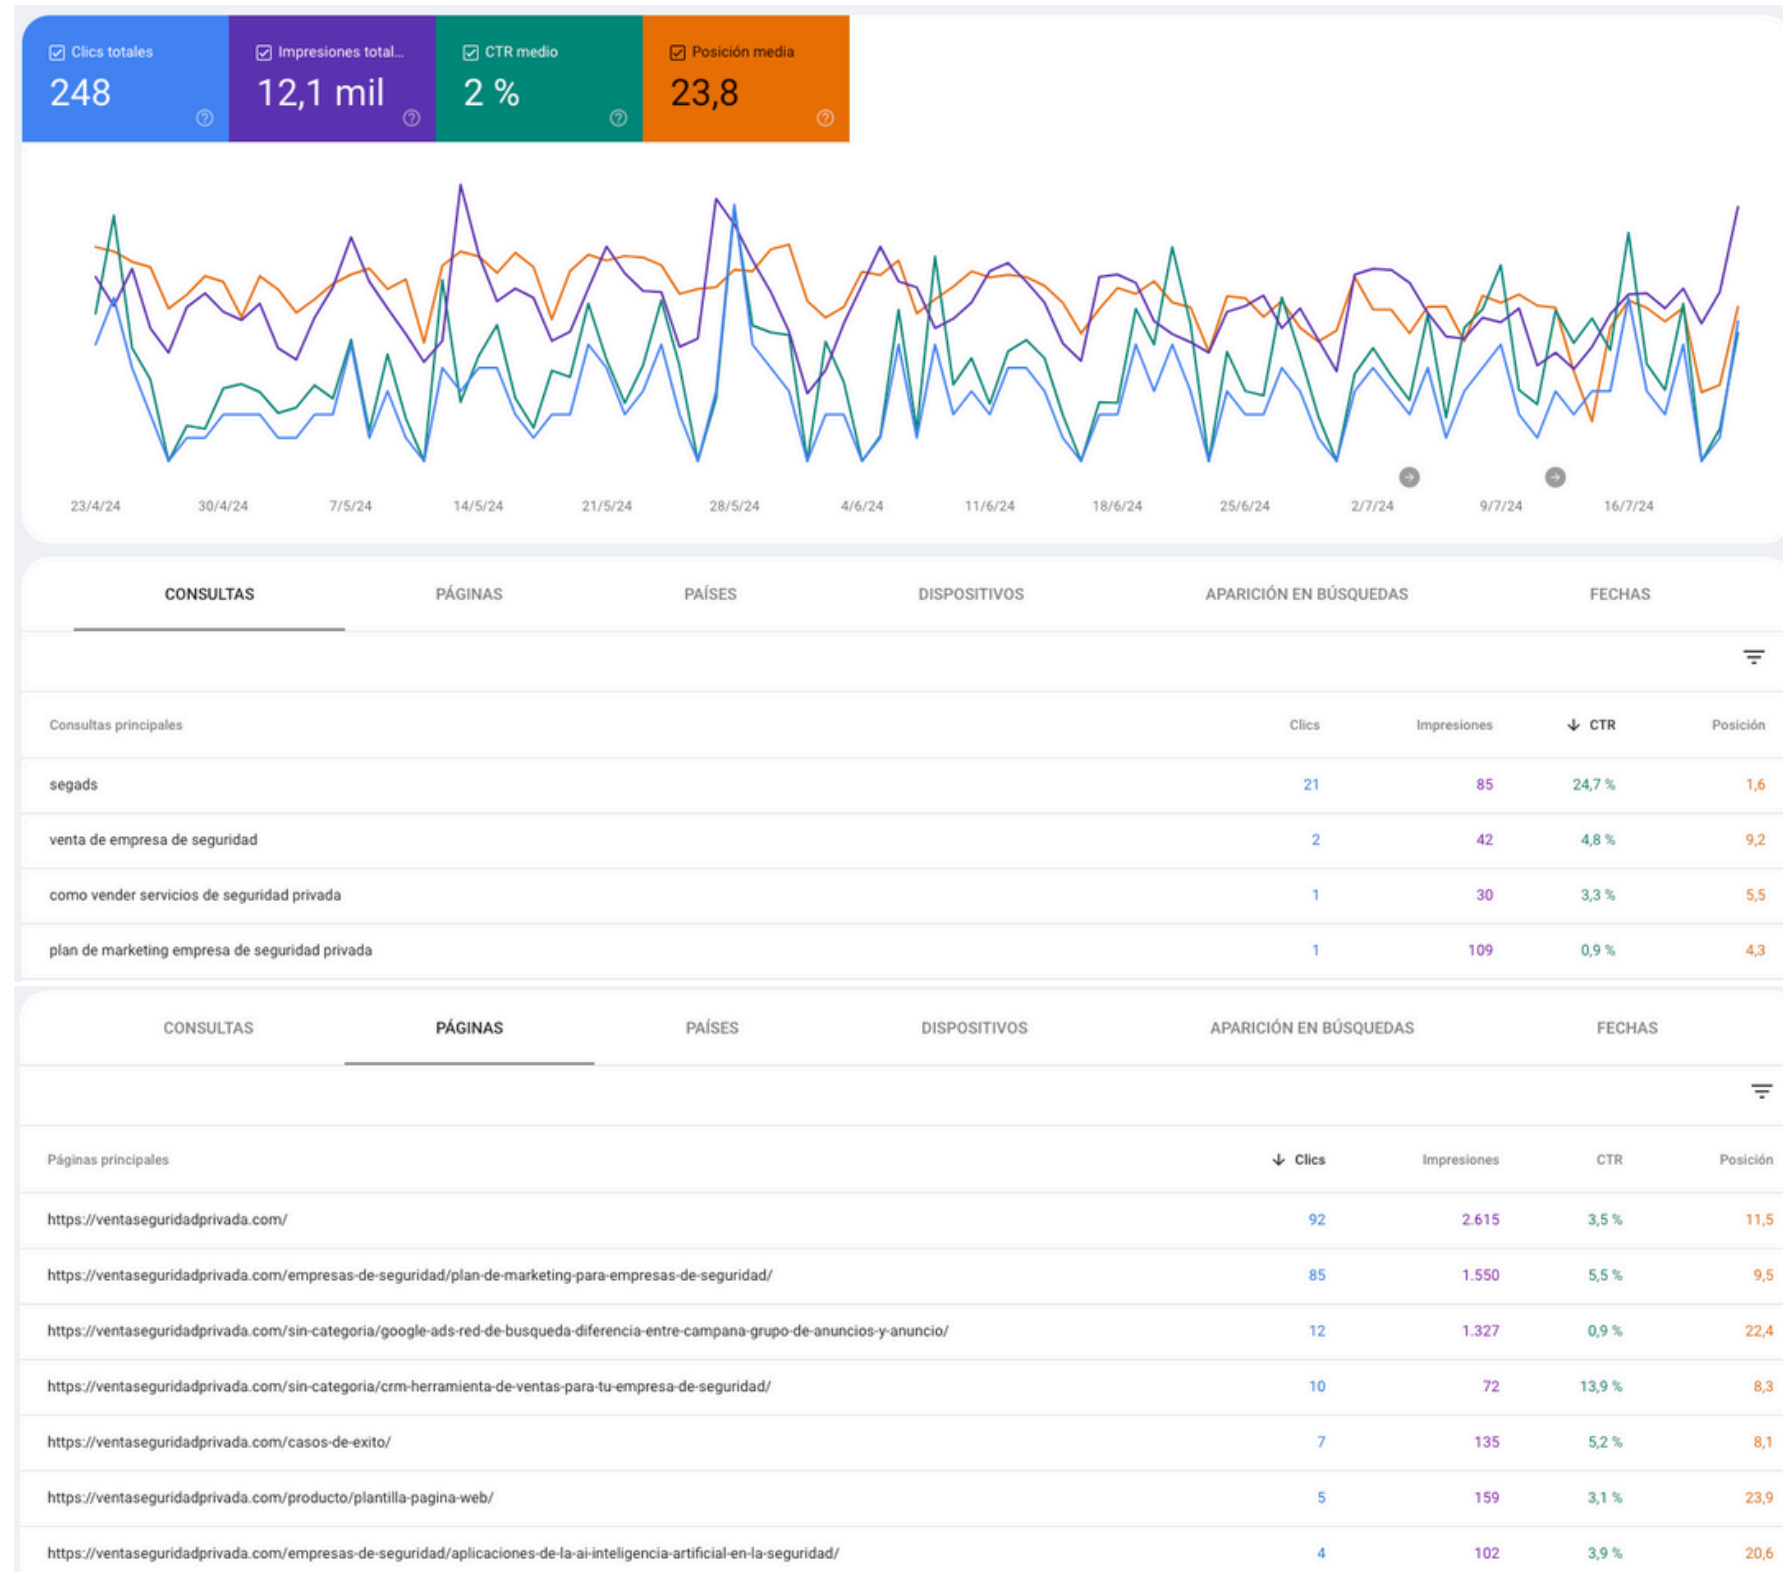 Clics totales Impresiones total... CTR medio Posición media
248 12,1 mil 2 % 23,8
23/4/24 30/4/24 7/5/24 14/5/24 21/5/24 28/5/24 4/6/24 11/6/24 18/6/24 25/6/24 2/7/24 9/7/24 16/7/24
CONSULTAS PÁGINAS PAÍSES DISPOSITIVOS APARICIÓN EN BÚSQUEDAS FECHAS
Consultas principales Clics Impresiones CTR Posición
segads 21 85 24,7 % 1,6
venta de empresa de seguridad 2 42 4,8 % 9,2
como vender servicios de seguridad privada 1 30 3,3 % 5,5
plan de marketing empresa de seguridad privada 1 109 0,9 % 4,3
CONSULTAS PÁGINAS PAÍSES DISPOSITIVOS APARICIÓN EN BÚSQUEDAS FECHAS
Páginas principales Clics Impresiones CTR Posición
https://ventaseguridadprivada.com/ 92 2.615 3,5 % 11,5
https://ventaseguridadprivada.com/empresas-de-seguridad/plan-de-marketing-para-empresas-de-seguridad/ 85 1.550 5,5 % 9,5
https://ventaseguridadprivada.com/sin-categoria/google-ads-red-de-busqueda-diferencia-entre-campana-grupo-de-anuncios-y-anuncio/ 12 1.327 0,9 % 22,4
https://ventaseguridadprivada.com/sin-categoria/crm-herramienta-de-ventas-para-tu-empresa-de-seguridad/ 10 72 13,9 % 8,3
https://ventaseguridadprivada.com/casos-de-exito/ 7 135 5,2 % 8,1
https://ventaseguridadprivada.com/producto/plantilla-pagina-web/ 5 159 3,1 % 23,9
https://ventaseguridadprivada.com/empresas-de-seguridad/aplicaciones-de-la-ai-inteligencia-artificial-en-la-seguridad/ 4 102 3,9 % 20,6